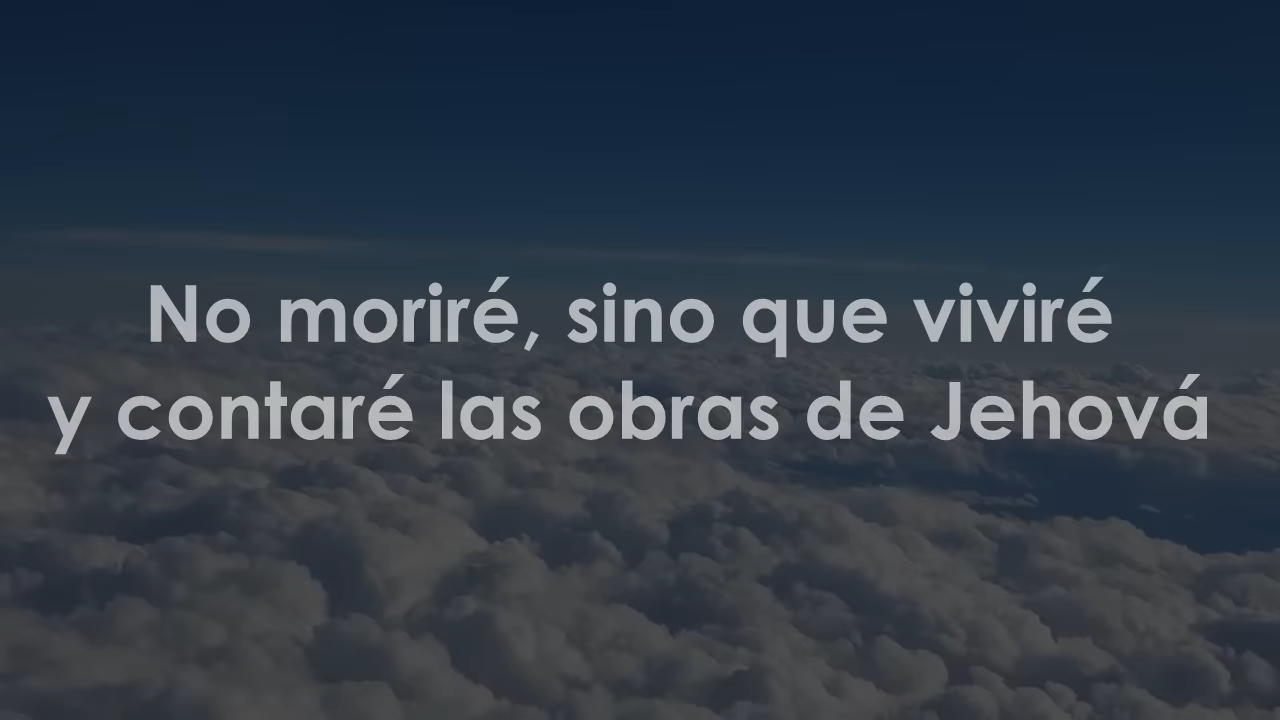 No moriré, sino que viviré
y contaré las obras de Jehová